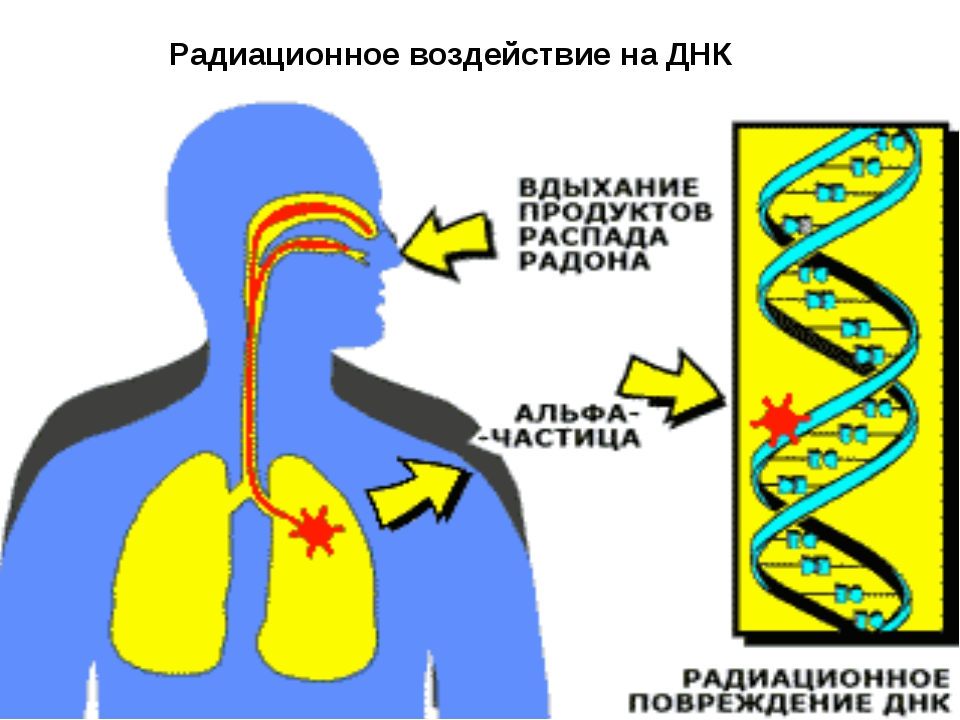 Радиационное воздействие на ДНК
ВДЫХАНИЕ
ПРОДУКТОВ
РАСПАДА
РАДОНА
АЛЬФА-
-ЧАСТИЦА
РАДИАЦИОННОЕ
ПОВРЕЖДЕНИЕ ДНК